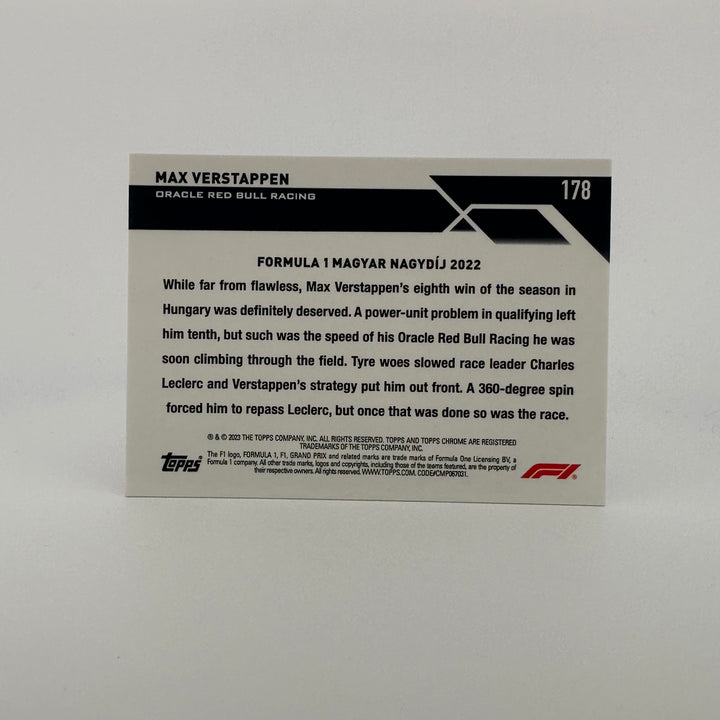 MAX VERSTAPPEN
ORACLE RED BULL RACING
178
FORMULA 1 MAGYAR NAGYDÍJ 2022
While far from flawless, Max Verstappen's eighth win of the season in
Hungary was definitely deserved. A power-unit problem in qualifying left
him tenth, but such was the speed of his Oracle Red Bull Racing he was
soon climbing through the field. Tyre woes slowed race leader Charles
Leclerc and Verstappen's strategy put him out front. A 360-degree spin
forced him to repass Leclerc, but once that was done so was the race.
® & © 2023 THE TOPPS COMPANY, INC. ALL RIGHTS RESERVED. TOPPS AND TOPPS CHROME ARE REGISTERED
TRADEMARKS OF THE TOPPS COMPANY, INC.
Topps®
The F1 logo, FORMULA 1, F1, GRAND PRIX and related marks are trade marks of Formula One Licensing BV, a
Formula 1 company. All other trade marks, logos and copyrights, including those of the teams featured, are the property of
their respective owners. All rights reserved. WWW.TOPPS.COM. CODE#CMP067031.
F1®